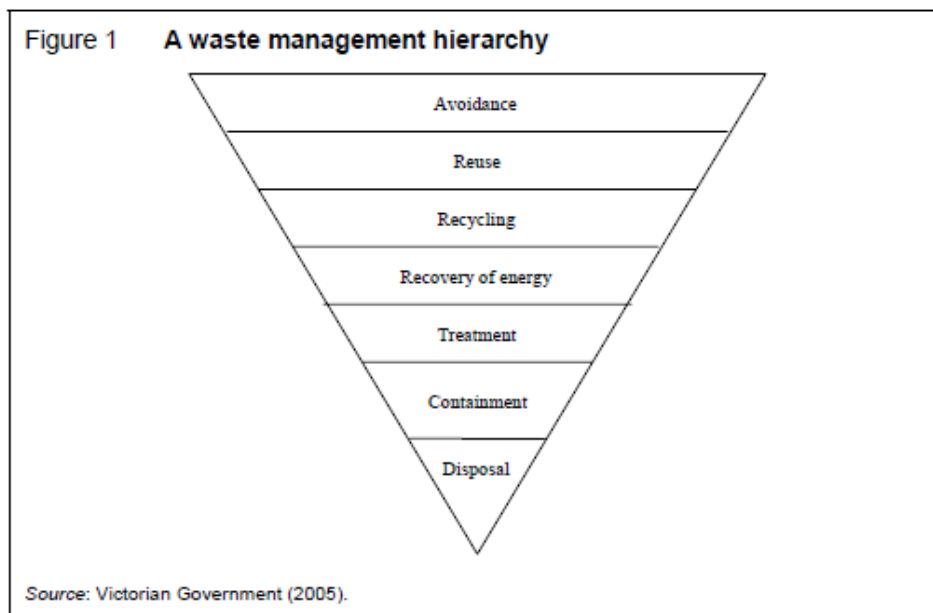 Figure 1 A waste management hierarchy
Avoidance
Reuse
Recycling
Recovery of energy
Treatment
Containment
Disposal
Source: Victorian Government (2005).